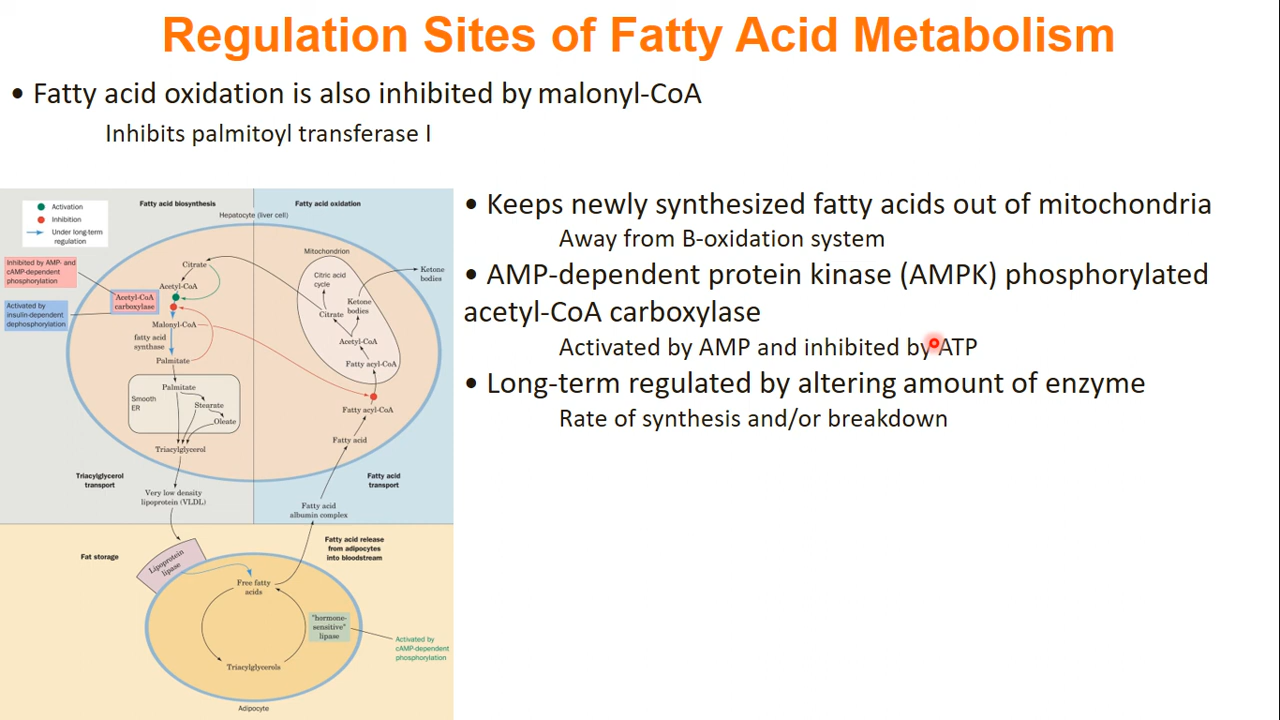 Regulation Sites of Fatty Acid Metabolism
• Fatty acid oxidation is also inhibited by malonyl-CoA
Inhibits palmitoyl transferase I
• Keeps newly synthesized fatty acids out of mitochondria
Away from B-oxidation system
• AMP-dependent protein kinase (AMPK) phosphorylated
acetyl-CoA carboxylase
Activated by AMP and inhibited by ATP
• Long-term regulated by altering amount of enzyme
Rate of synthesis and/or breakdown
Activation
Inhibition
Under long-term
regulation
Fatty acid biosynthesis
Fatty acid oxidation
Hepatocyte (liver cell)
Inhibited by AMP- and
cAMP-dependent
phosphorylation
Activated by
insulin-dependent
dephosphorylation
Acetyl-CoA
carboxylase
Citrate
Acetyl-CoA
Malonyl-CoA
fatty acid
synthase
Palmitate
Smooth
ER
Palmitate
Stearate
Oleate
Triacylglycerol
Mitochondrion
Citric acid
cycle
Citrate
Ketone
bodies
Ketone
bodies
Acetyl-CoA
Fatty acyl-CoA
Fatty acyl-CoA
Fatty acid
Triacylglycerol
transport
Very low density
lipoprotein (VLDL)
Fatty acid
transport
Fatty acid
albumin complex
Fat storage
Lipoprotein
lipase
Fatty acid release
from adipocytes
into bloodstream
Free fatty
acids
"hormone-
sensitive"
lipase
Activated by
cAMP-dependent
phosphorylation
Triacylglycerols
Adipocyte